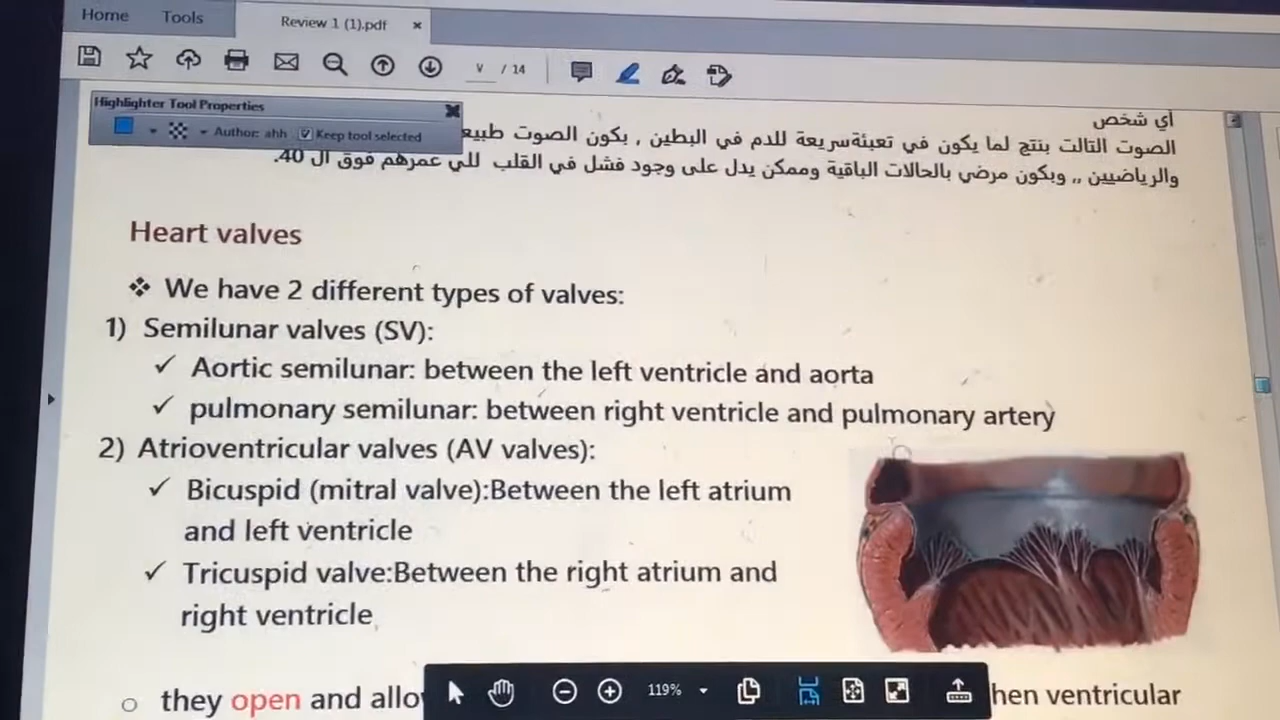 Home Tools Review 1 (1).pdf ×
/ 14
Highlighter Tool Properties
Author: ahh Keep tool selected
أي شخص
الصوت التالت بنتج لما يكون في تعبئةسريعة للدم في البطين , بكون الصوت
والرياضيين ,, وبكون مرضي بالحالات الباقية وممكن يدل على وجود فشل في القلب للي عمرهم فوق ال 40.
Heart valves
❖ We have 2 different types of valves:
1) Semilunar valves (SV):
✓ Aortic semilunar: between the left ventricle and aorta
✓ pulmonary semilunar: between right ventricle and pulmonary artery
2) Atrioventricular valves (AV valves):
✓ Bicuspid (mitral valve):Between the left atrium
and left ventricle
✓ Tricuspid valve:Between the right atrium and
right ventricle
o they open and ventricular
119%